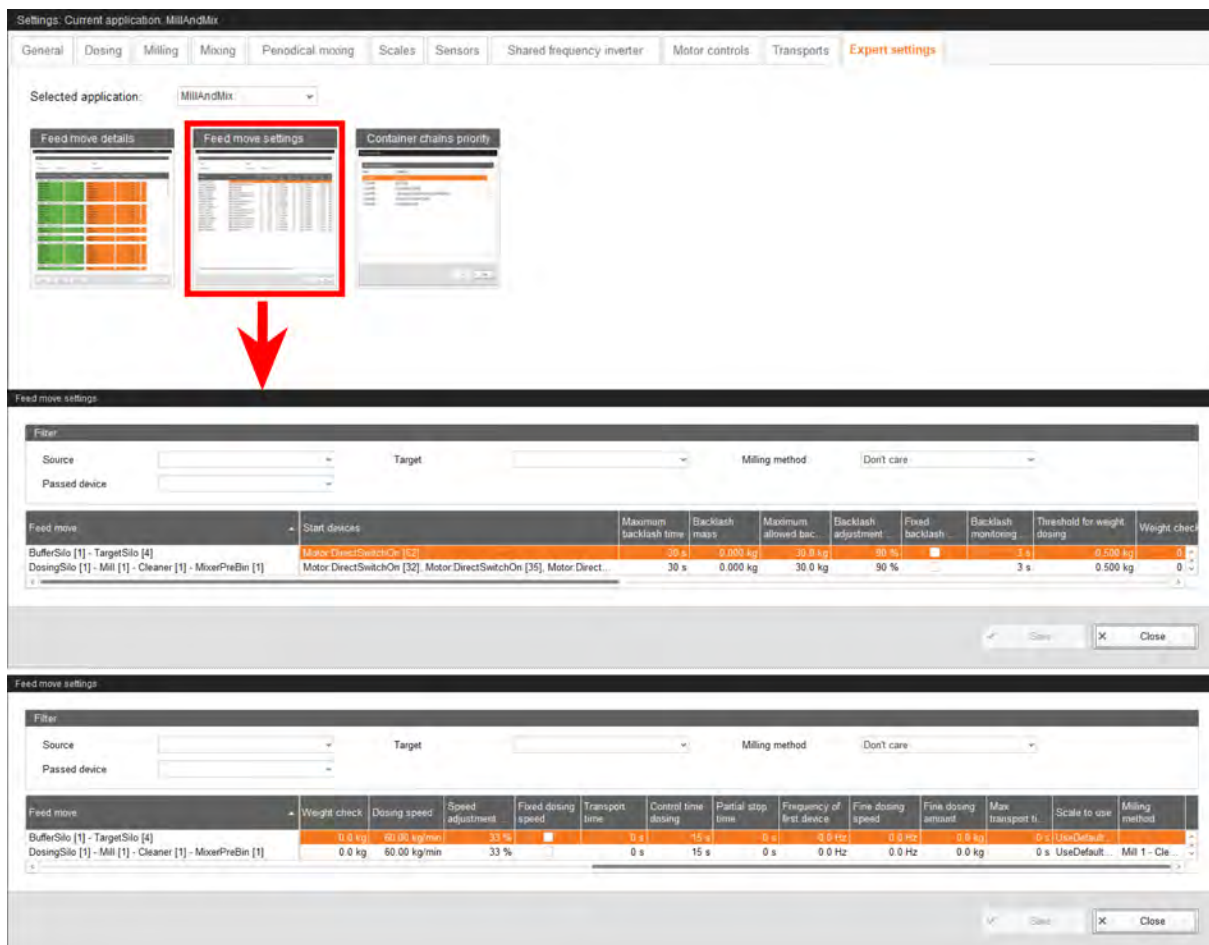 Settings: Current application: MillAndMix
General Dosing Milling Mixing Periodical mixing Scales Sensors Shared frequency inverter Motor controls Transports Expert settings
Selected application: MillAndMix
Feed move details Feed move settings Container chains priority
Feed move settings
Filter
Source Target Milling method Don't care
Passed device
Feed move Start devices Maximum backlash time Backlash mass Maximum allowed bac... Backlash adjustment ... Fixed backlash ... Backlash monitoring ... Threshold for weight dosing Weight check
BufferSilo [1] - TargetSilo [4] Motor:DirectSwitchOn [52] 30 s 0.000 kg 30.0 kg 90 % 3 s 0.500 kg 0
DosingSilo [1] - Mill [1] - Cleaner [1] - MixerPreBin [1] Motor:DirectSwitchOn [32], Motor:DirectSwitchOn [35], Motor:Direct... 30 s 0.000 kg 30.0 kg 90 % 3 s 0.500 kg 0
Save Close
Feed move settings
Filter
Source Target Milling method Don't care
Passed device
Feed move Weight check Dosing speed Speed adjustment Fixed dosing speed Transport time Control time dosing Partial stop time Frequency of first device Fine dosing speed Fine dosing amount Max transport ti... Scale to use Milling method
BufferSilo [1] - TargetSilo [4] 0.0 kg 60.00 kg/min 33 % 0 s 15 s 0 s 0.0 Hz 0.0 Hz 0.0 kg 0 s UseDefault...
DosingSilo [1] - Mill [1] - Cleaner [1] - MixerPreBin [1] 0.0 kg 60.00 kg/min 33 % 0 s 15 s 0 s 0.0 Hz 0.0 Hz 0.0 kg 0 s UseDefault... Mill 1 - Cle...
Save Close